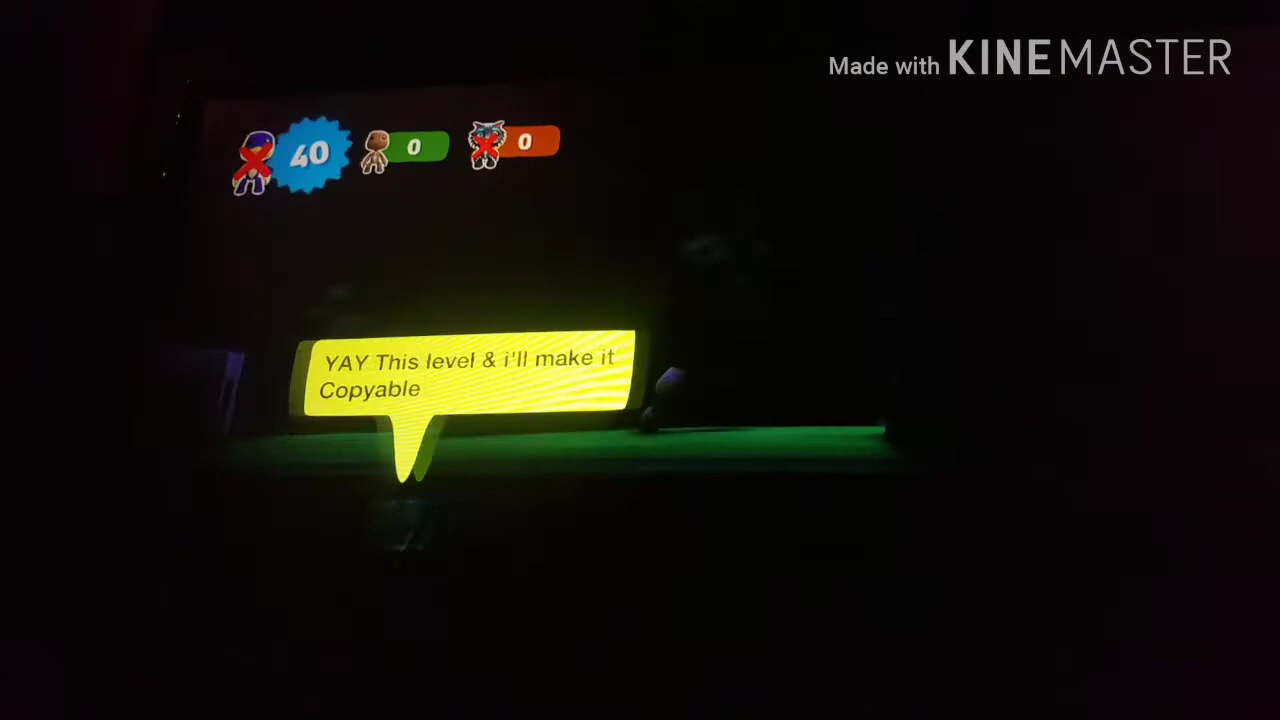 Made with KINEMASTER
40
0
0
YAY This level & i'll make it
Copyable